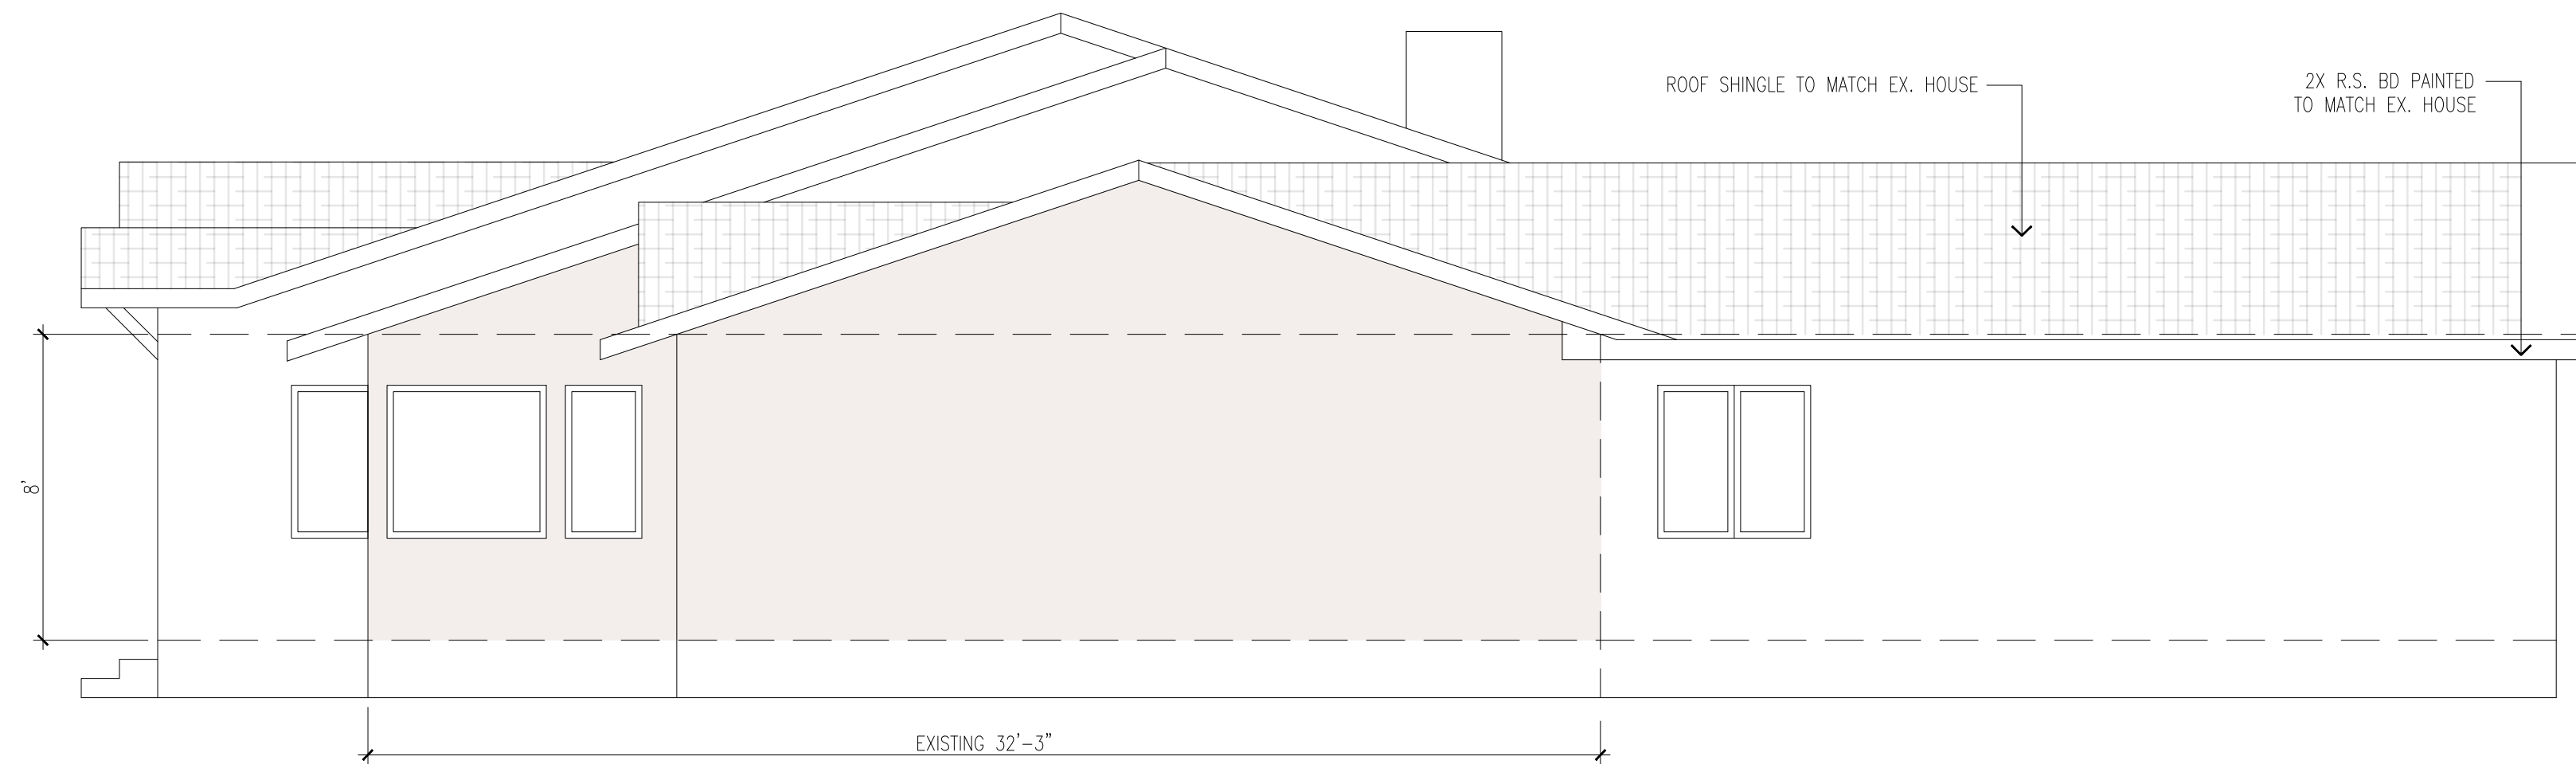 ROOF SHINGLE TO MATCH EX. HOUSE
2X R.S. BD PAINTED
TO MATCH EX. HOUSE
8'
EXISTING 32'-3"